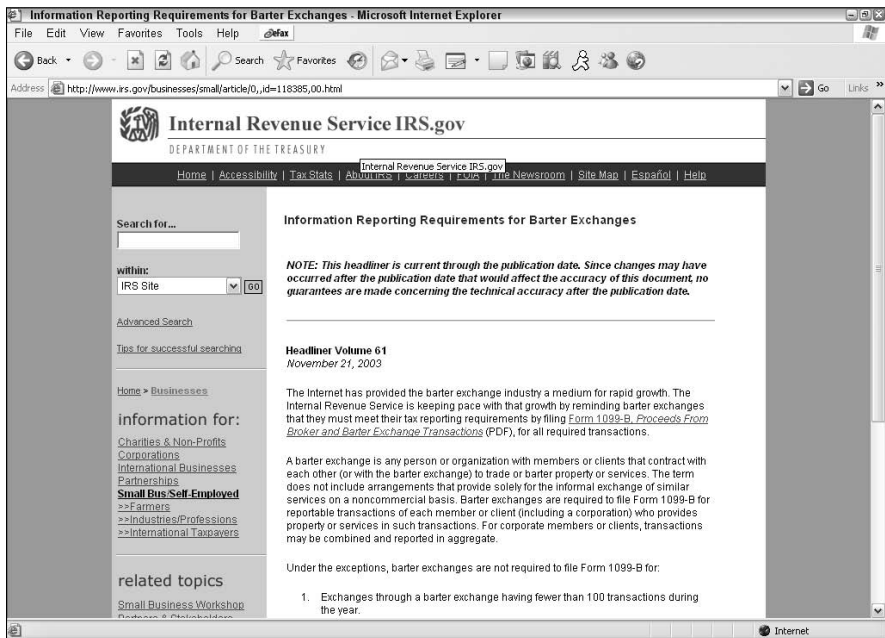 Information Reporting Requirements for Barter Exchanges - Microsoft Internet Explorer
File Edit View Favorites Tools Help eFax
Back Search Favorites
Address http://www.irs.gov/businesses/small/article/0,,id=118385,00.html Go Links »
Internal Revenue Service IRS.gov
DEPARTMENT OF THE TREASURY
Internal Revenue Service IRS.gov
Home | Accessibility | Tax Stats | About IRS | Careers | FOIA | The Newsroom | Site Map | Español | Help
Search for...
within:
IRS Site GO
Advanced Search
Tips for successful searching
Home > Businesses
information for:
Charities & Non-Profits
Corporations
International Businesses
Partnerships
Small Bus/Self-Employed
>>Farmers
>>Industries/Professions
>>International Taxpayers
related topics
Small Business Workshop
Partners & Stakeholders
Information Reporting Requirements for Barter Exchanges
NOTE: This headliner is current through the publication date. Since changes may have
occurred after the publication date that would affect the accuracy of this document, no
guarantees are made concerning the technical accuracy after the publication date.
Headliner Volume 61
November 21, 2003
The Internet has provided the barter exchange industry a medium for rapid growth. The
Internal Revenue Service is keeping pace with that growth by reminding barter exchanges
that they must meet their tax reporting requirements by filing Form 1099-B, Proceeds From
Broker and Barter Exchange Transactions (PDF), for all required transactions.
A barter exchange is any person or organization with members or clients that contract with
each other (or with the barter exchange) to trade or barter property or services. The term
does not include arrangements that provide solely for the informal exchange of similar
services on a noncommercial basis. Barter exchanges are required to file Form 1099-B for
reportable transactions of each member or client (including a corporation) who provides
property or services in such transactions. For corporate members or clients, transactions
may be combined and reported in aggregate.
Under the exceptions, barter exchanges are not required to file Form 1099-B for:
1. Exchanges through a barter exchange having fewer than 100 transactions during
the year.
Internet